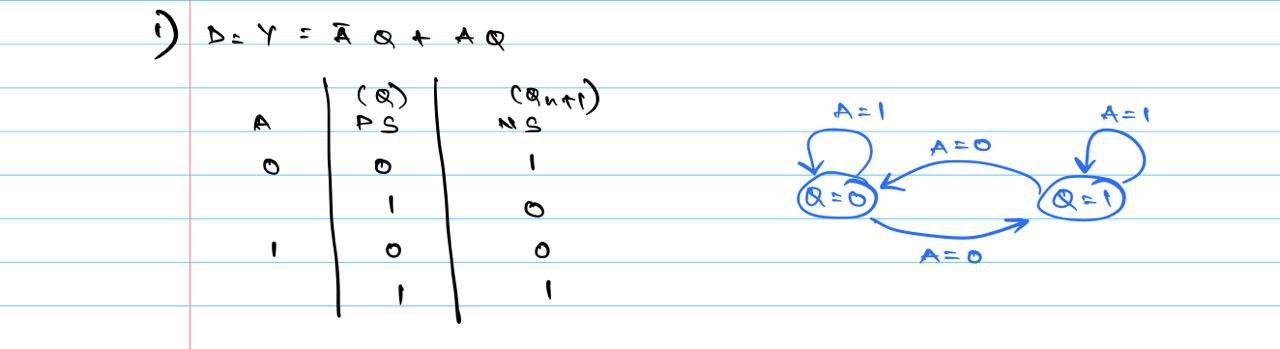 1) D = Y = Ā Q + A Q
(Q) (Qn+1)
A PS NS
0 0 1
1 0
1 0 0
1 1
A=1 A=1
A=0
Q=0 Q=1
A=0